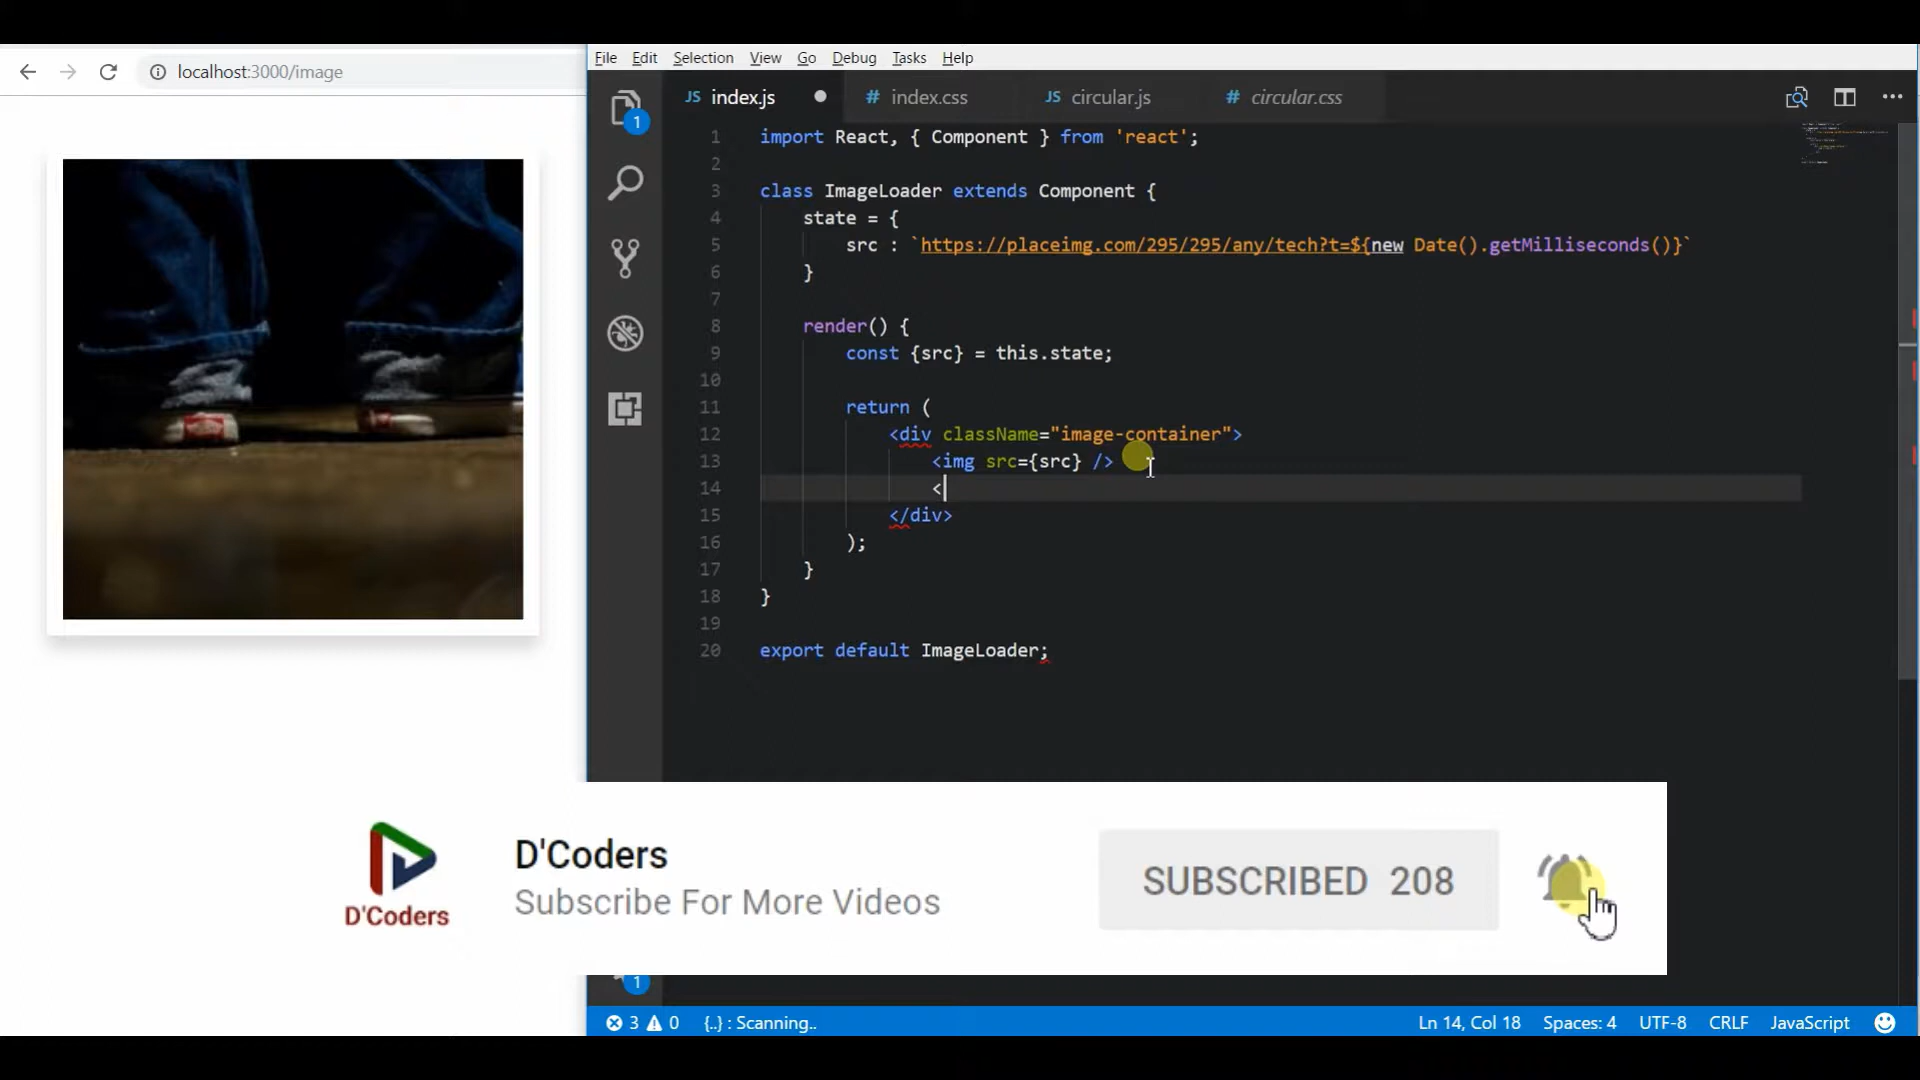 localhost:3000/image
File Edit Selection View Go Debug Tasks Help
JS index.js # index.css JS circular.js # circular.css
1
1 import React, { Component } from 'react';
2
3 class ImageLoader extends Component {
4 state = {
5 src : `https://placeimg.com/295/295/any/tech?t=${new Date().getMilliseconds()}`
6 }
7
8 render() {
9 const {src} = this.state;
10
11 return (
12 <div className="image-container">
13 <img src={src} />
14 <
15 </div>
16 );
17 }
18 }
19
20 export default ImageLoader;
D'Coders
D'Coders
Subscribe For More Videos
SUBSCRIBED 208
1
3 0 {..} : Scanning.. Ln 14, Col 18 Spaces: 4 UTF-8 CRLF JavaScript